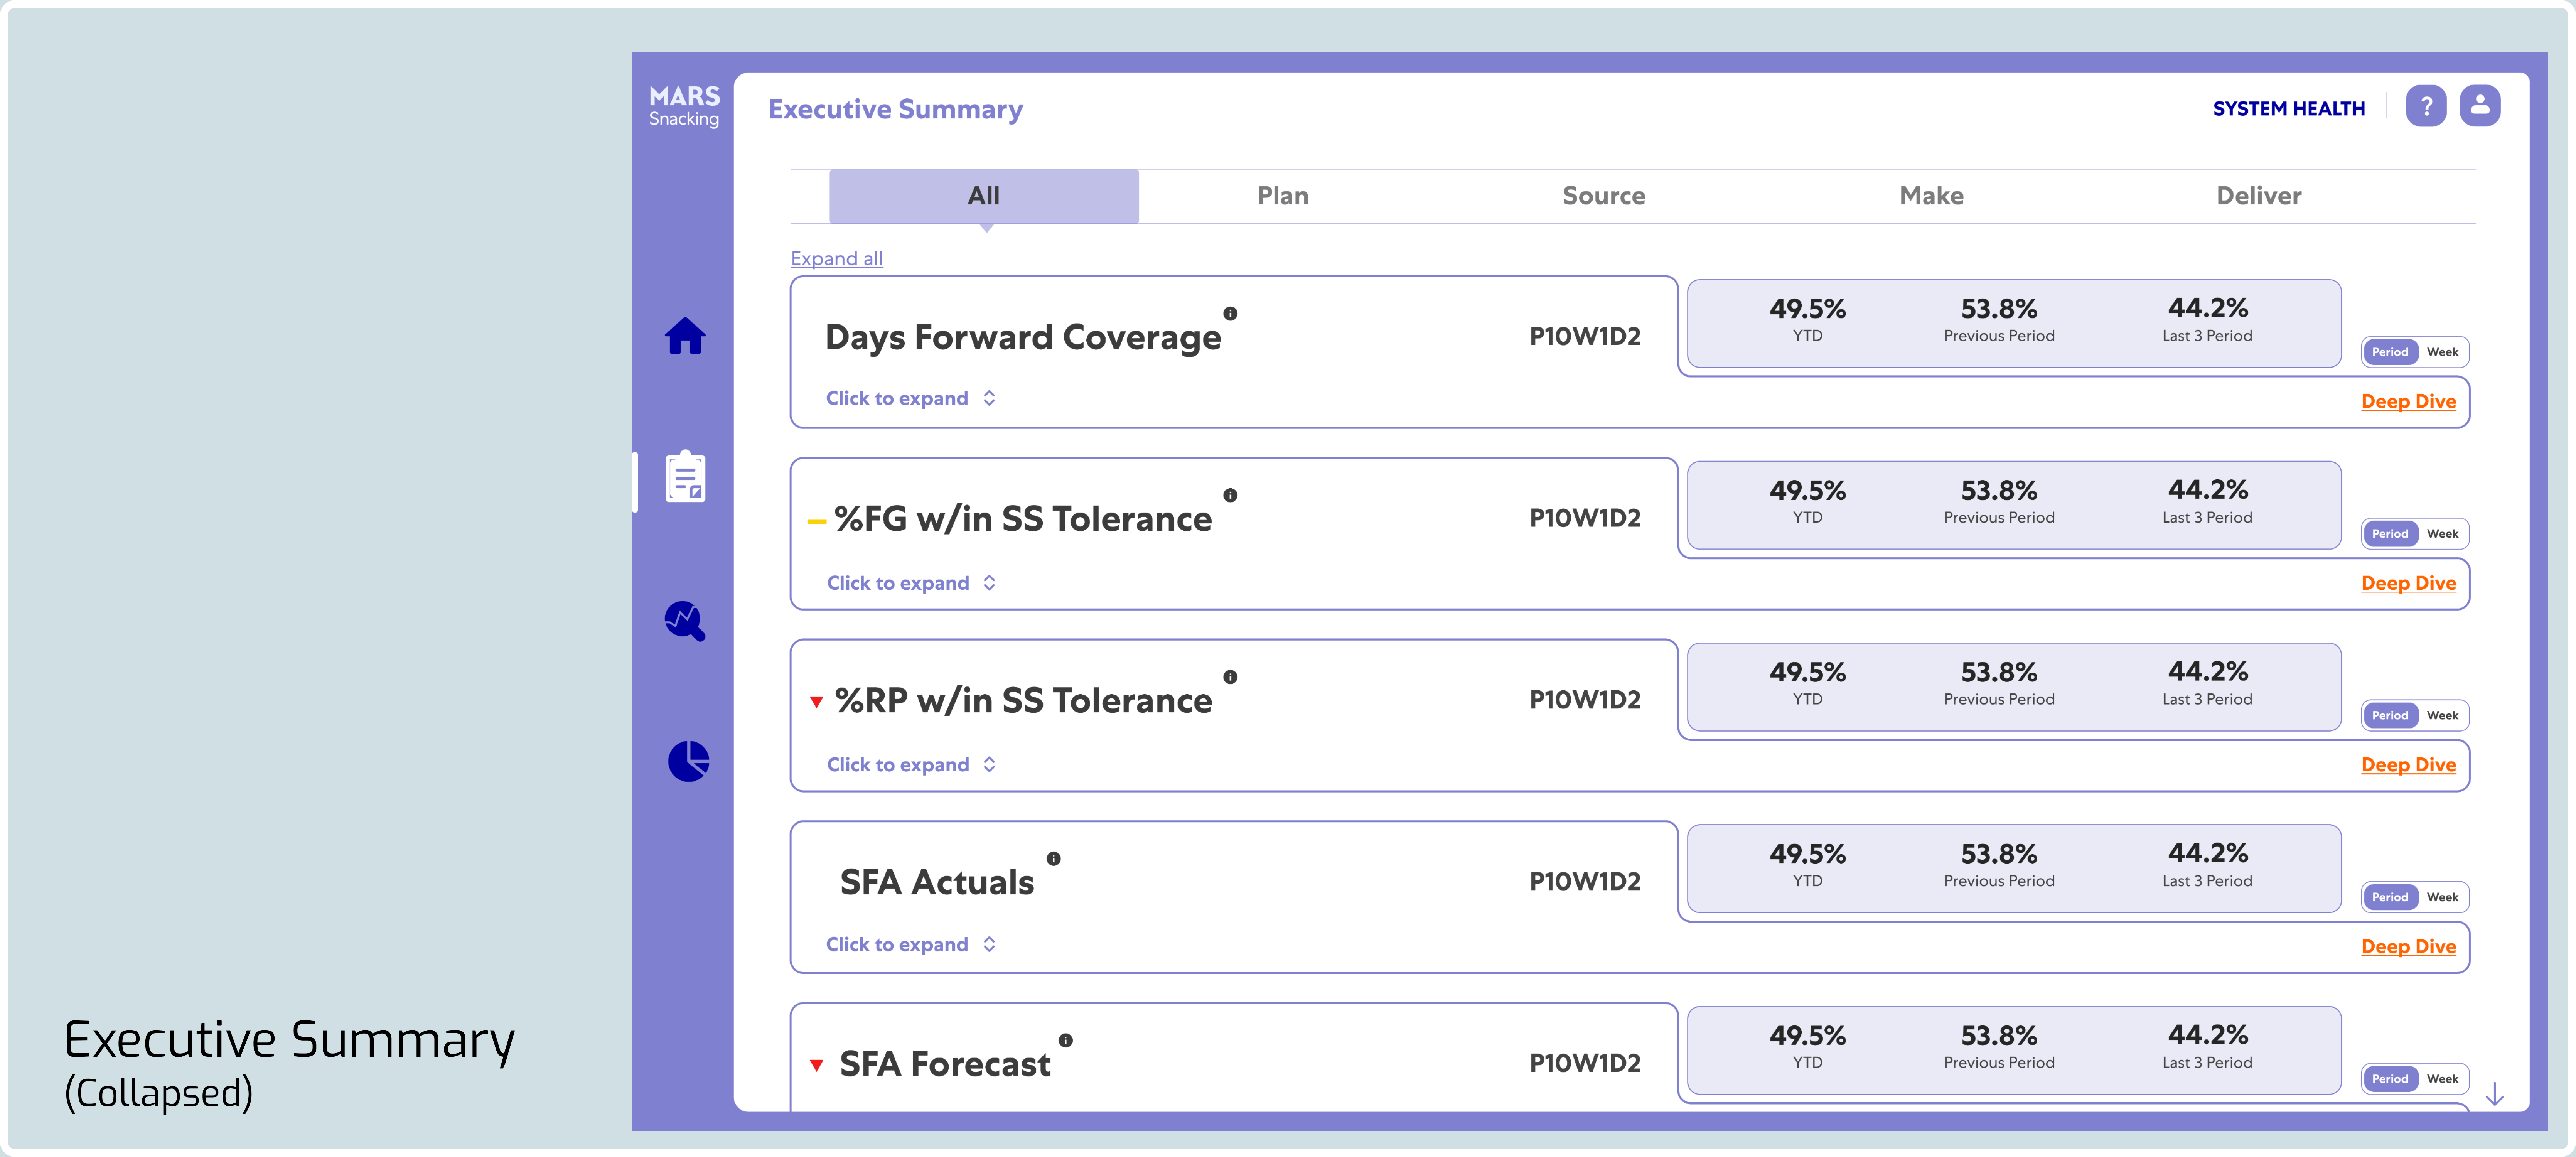 MARS
Snacking
Executive Summary
SYSTEM HEALTH
?
All Plan Source Make Deliver
Expand all
Days Forward Coverage
P10W1D2
49.5% 53.8% 44.2%
YTD Previous Period Last 3 Period
Period Week
Click to expand
Deep Dive
%FG w/in SS Tolerance
P10W1D2
49.5% 53.8% 44.2%
YTD Previous Period Last 3 Period
Period Week
Click to expand
Deep Dive
%RP w/in SS Tolerance
P10W1D2
49.5% 53.8% 44.2%
YTD Previous Period Last 3 Period
Period Week
Click to expand
Deep Dive
SFA Actuals
P10W1D2
49.5% 53.8% 44.2%
YTD Previous Period Last 3 Period
Period Week
Click to expand
Deep Dive
SFA Forecast
P10W1D2
49.5% 53.8% 44.2%
YTD Previous Period Last 3 Period
Period Week
Executive Summary
(Collapsed)